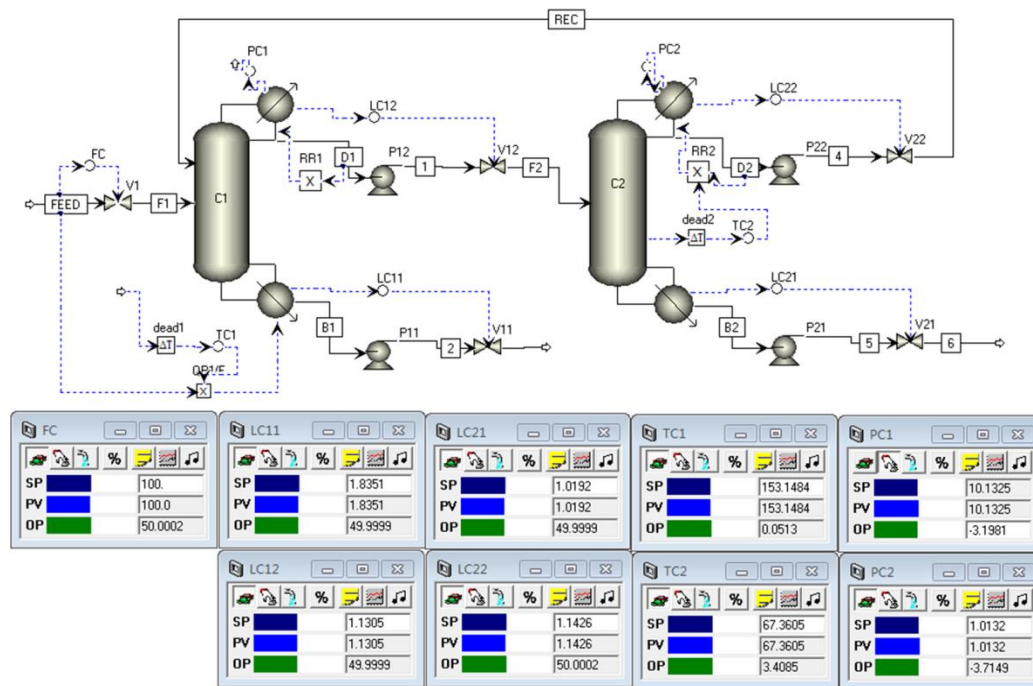 REC
PC1
PC2
LC12
LC22
FC
V1
FEED
F1
C1
RR1
X
D1
P12
1
V12
F2
C2
RR2
X
D2
P22
4
V22
dead2
ΔT
TC2
LC11
LC21
dead1
ΔT
TC1
X
B1
P11
2
V11
B2
P21
5
V21
6
FC
SP 100.
PV 100.0
OP 50.0002
LC11
%
SP 1.8351
PV 1.8351
OP 49.9999
LC21
%
SP 1.0192
PV 1.0192
OP 49.9999
TC1
%
SP 153.1484
PV 153.1484
OP 0.0513
PC1
%
SP 10.1325
PV 10.1325
OP -3.1981
LC12
%
SP 1.1305
PV 1.1305
OP 49.9999
LC22
%
SP 1.1426
PV 1.1426
OP 50.0002
TC2
%
SP 67.3605
PV 67.3605
OP 3.4085
PC2
%
SP 1.0132
PV 1.0132
OP -3.7149